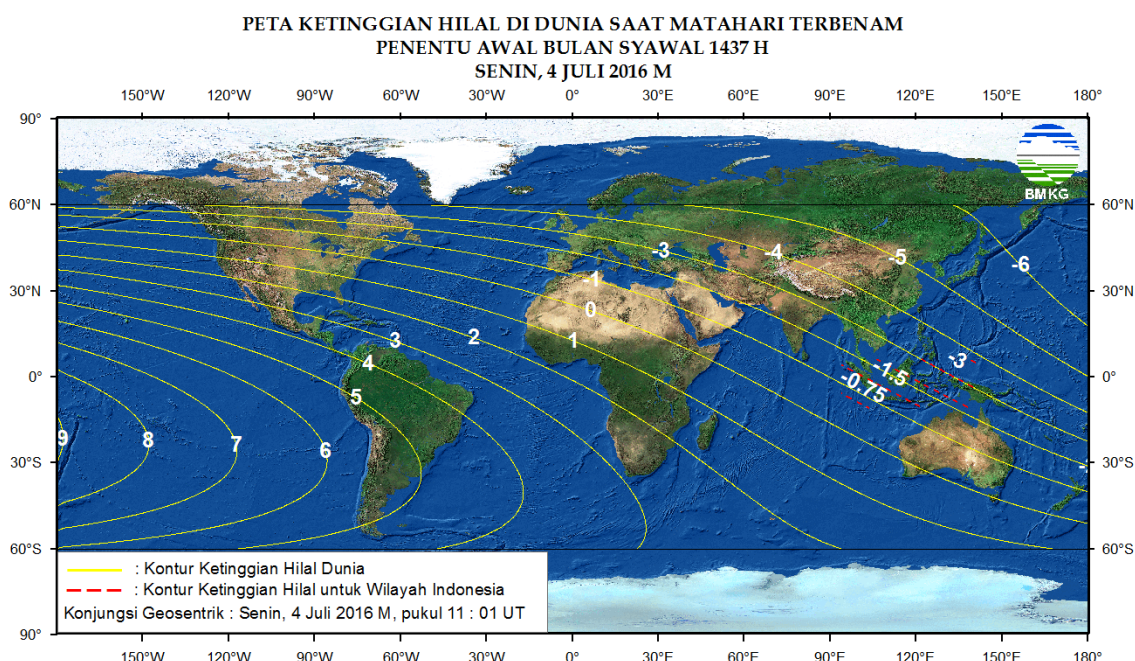 PETA KETINGGIAN HILAL DI DUNIA SAAT MATAHARI TERBENAM
PENENTU AWAL BULAN SYAWAL 1437 H
SENIN, 4 JULI 2016 M
150°W 120°W 90°W 60°W 30°W 0° 30°E 60°E 90°E 120°E 150°E 180°
90° 90°
BMKG
60°N 60°N
-3 -4 -5 -6
30°N -1 30°N
0
3 2 1
4 -3
0° -1.5 0°
5 -0.75
9 8 7 6
30°S 30°S
60°S 60°S
: Kontur Ketinggian Hilal Dunia
: Kontur Ketinggian Hilal untuk Wilayah Indonesia
Konjungsi Geosentrik : Senin, 4 Juli 2016 M, pukul 11 : 01 UT
90° 90°
150°W 120°W 90°W 60°W 30°W 0° 30°E 60°E 90°E 120°E 150°E 180°